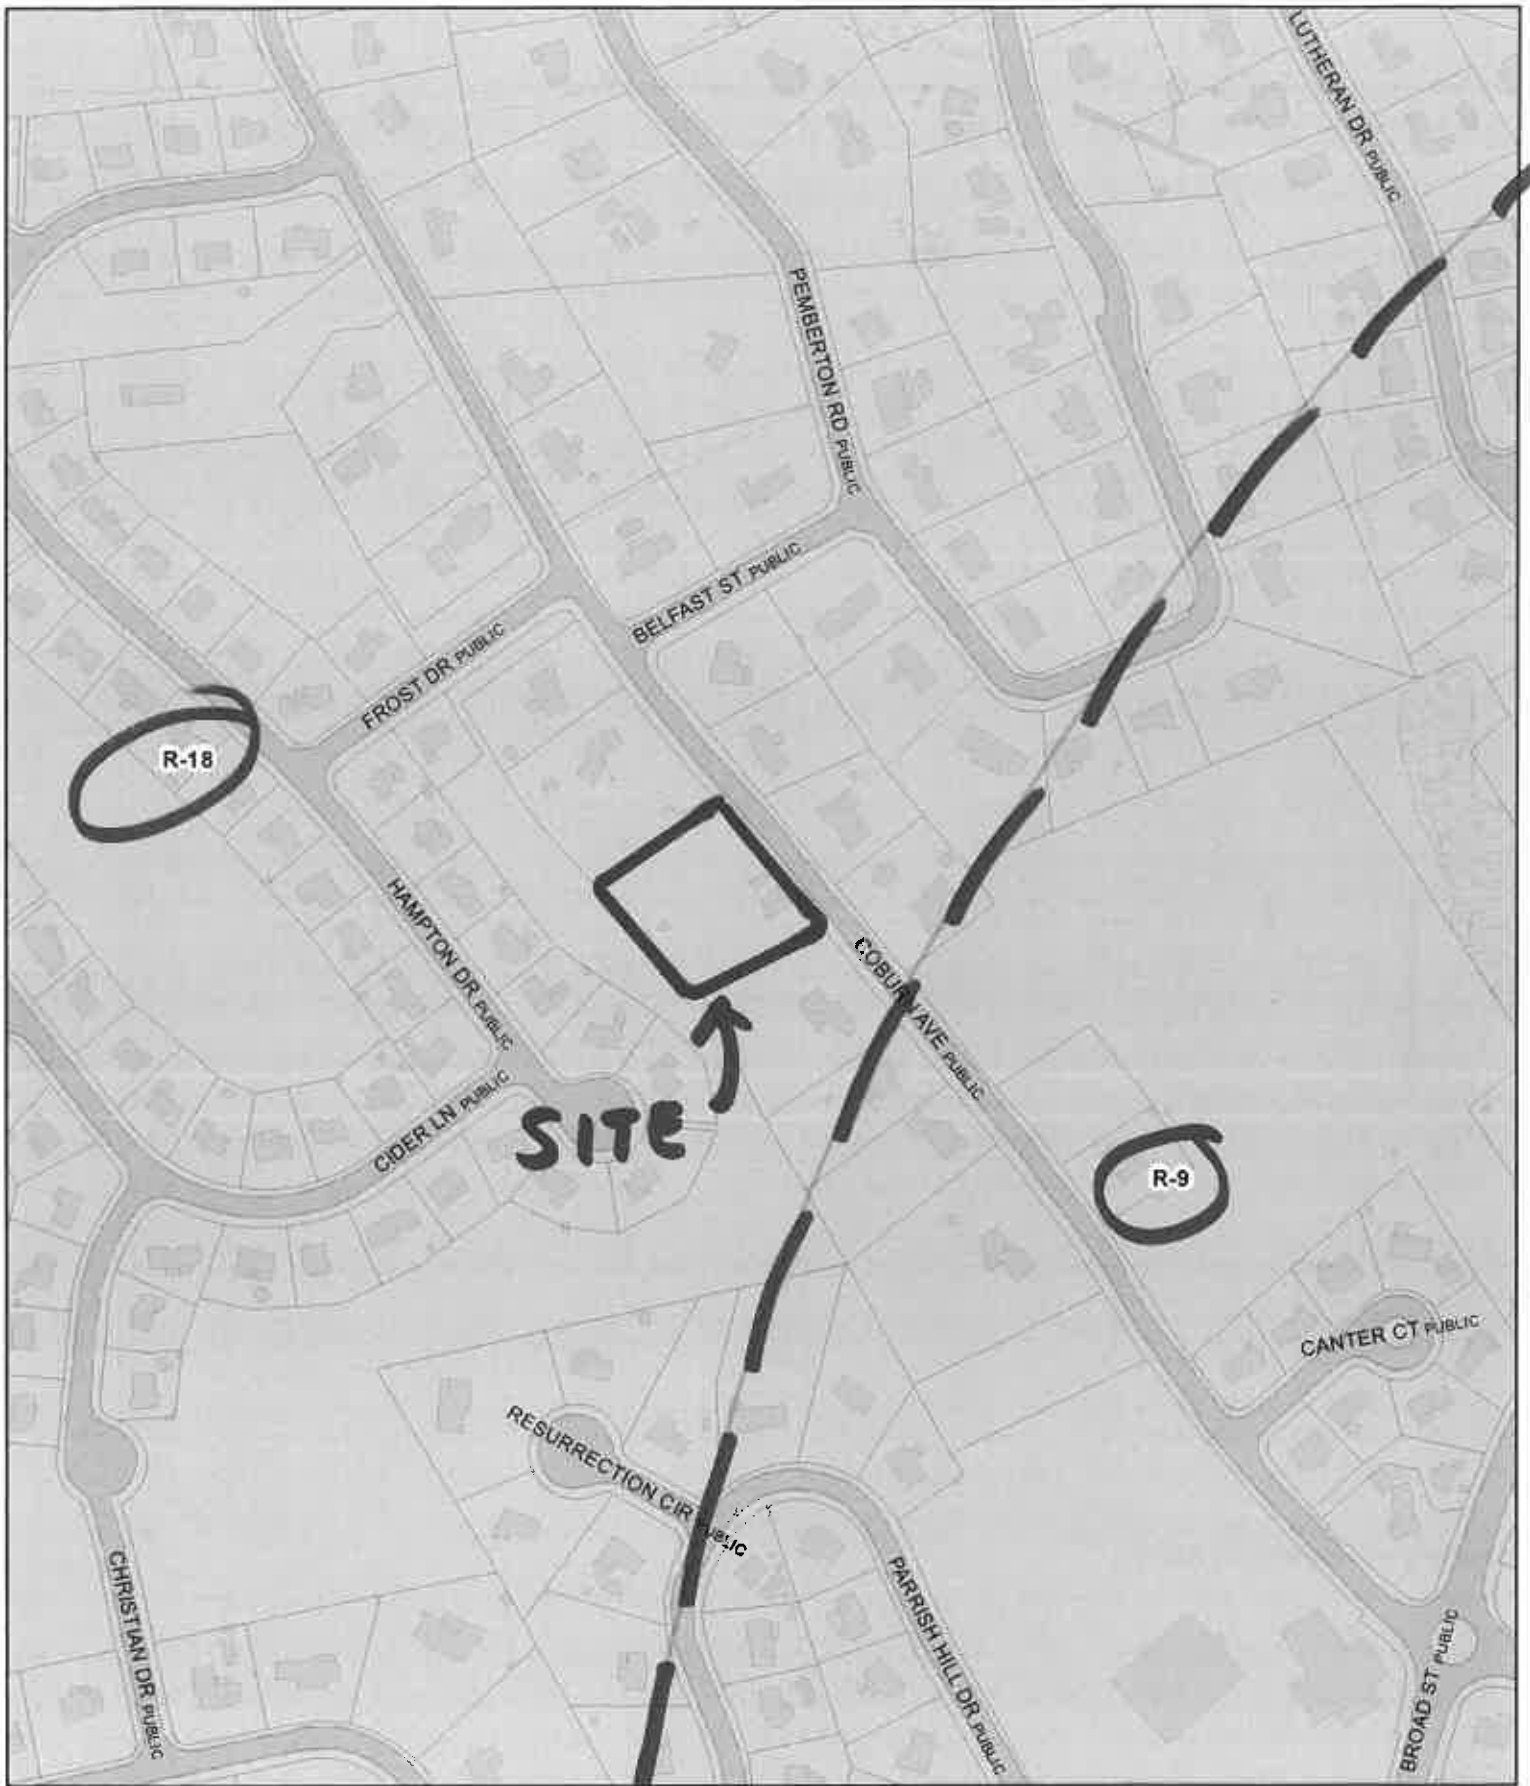 LUTHERAN DR PUBLIC
PEMBERTON RD PUBLIC
BELFAST ST PUBLIC
FROST DR PUBLIC
R-18
HAMPTON DR PUBLIC
COBURN AVE PUBLIC
SITE
CIDER LN PUBLIC
R-9
CANTER CT PUBLIC
RESURRECTION CIR PUBLIC
CHRISTIAN DR PUBLIC
PARRISH HILL DR PUBLIC
BROAD ST PUBLIC